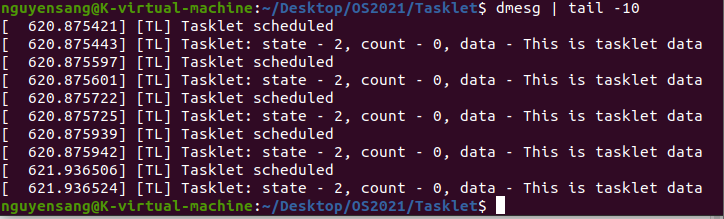 nguyensang@K-virtual-machine:~/Desktop/OS2021/Tasklet$ dmesg | tail -10
[  620.875421] [TL] Tasklet scheduled
[  620.875443] [TL] Tasklet: state - 2, count - 0, data - This is tasklet data
[  620.875597] [TL] Tasklet scheduled
[  620.875601] [TL] Tasklet: state - 2, count - 0, data - This is tasklet data
[  620.875722] [TL] Tasklet scheduled
[  620.875725] [TL] Tasklet: state - 2, count - 0, data - This is tasklet data
[  620.875939] [TL] Tasklet scheduled
[  620.875942] [TL] Tasklet: state - 2, count - 0, data - This is tasklet data
[  621.936506] [TL] Tasklet scheduled
[  621.936524] [TL] Tasklet: state - 2, count - 0, data - This is tasklet data
nguyensang@K-virtual-machine:~/Desktop/OS2021/Tasklet$